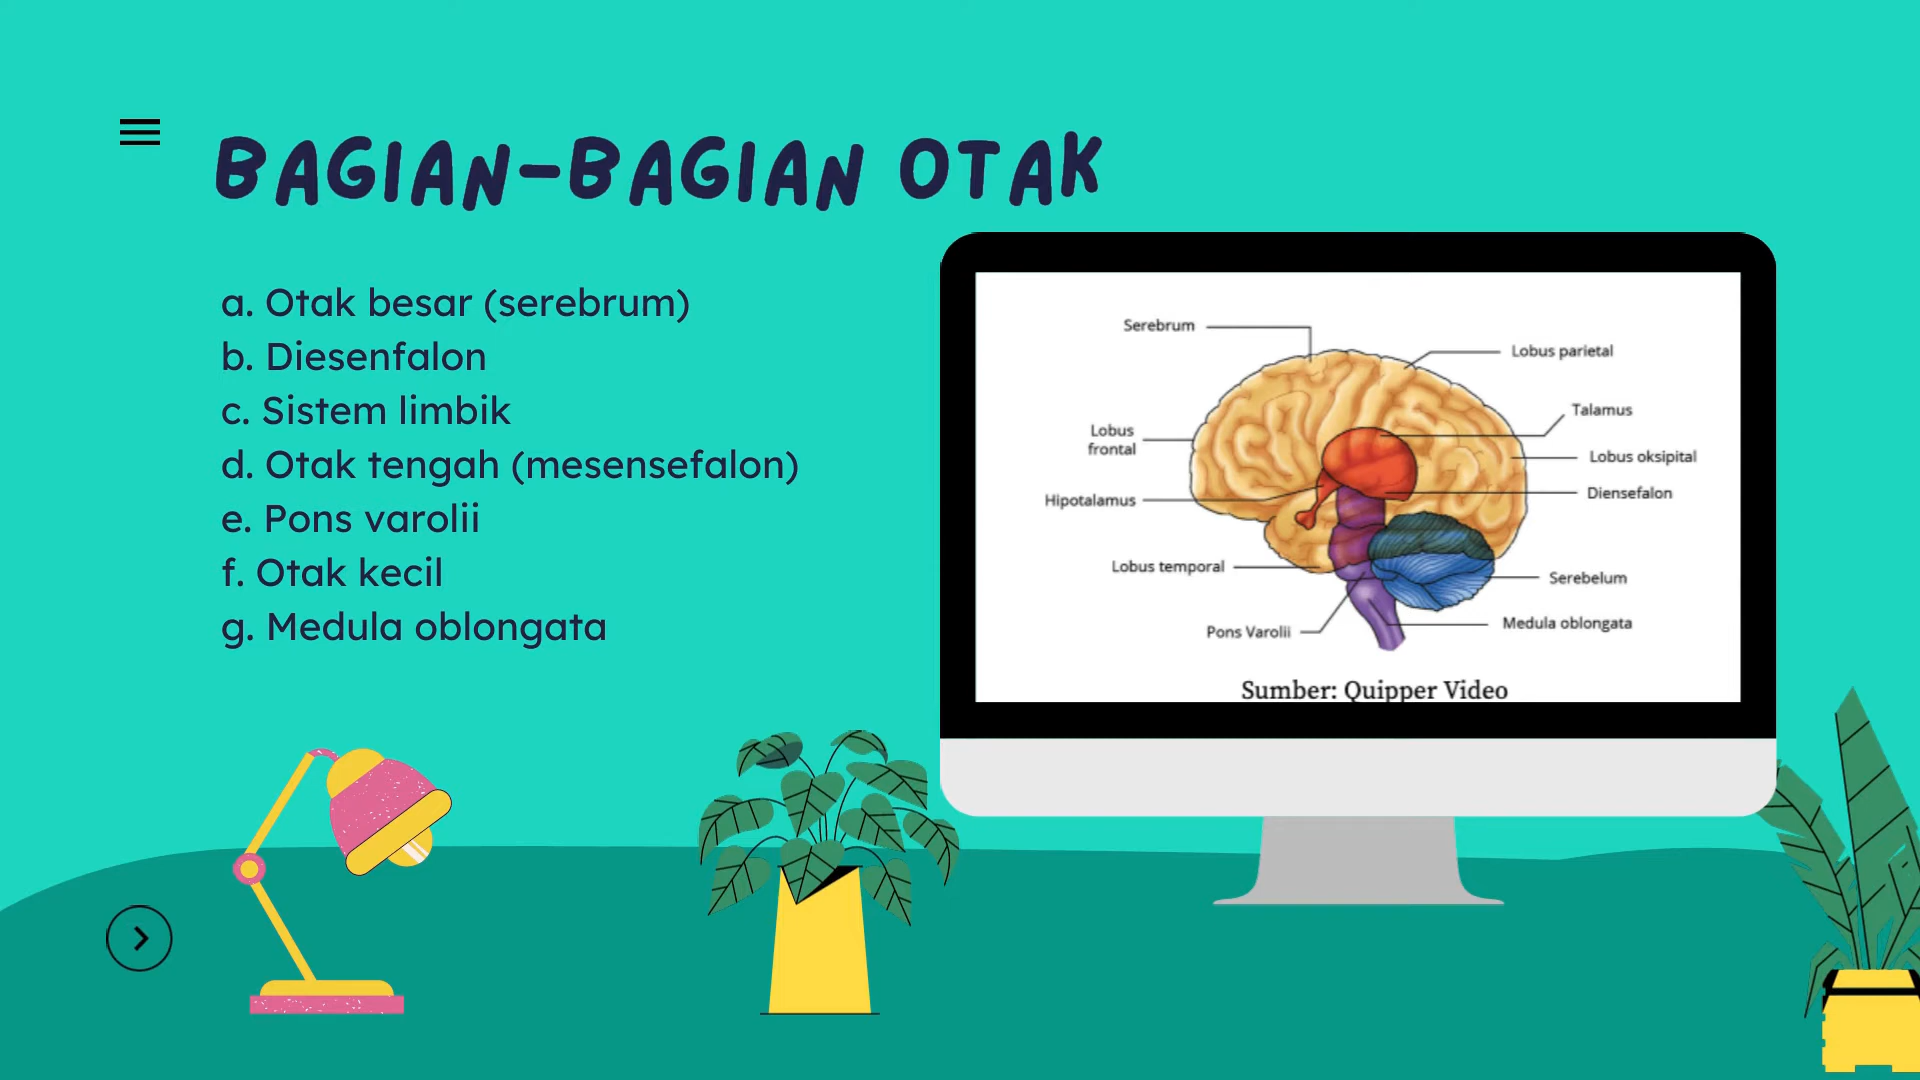 BAGIAN-BAGIAN OTAK
a. Otak besar (serebrum)
b. Diesenfalon
c. Sistem limbik
d. Otak tengah (mesensefalon)
e. Pons varolii
f. Otak kecil
g. Medula oblongata
Serebrum
Lobus parietal
Talamus
Lobus
frontal
Lobus oksipital
Hipotalamus
Diensefalon
Lobus temporal
Serebelum
Pons Varolii
Medula oblongata
Sumber: Quipper Video